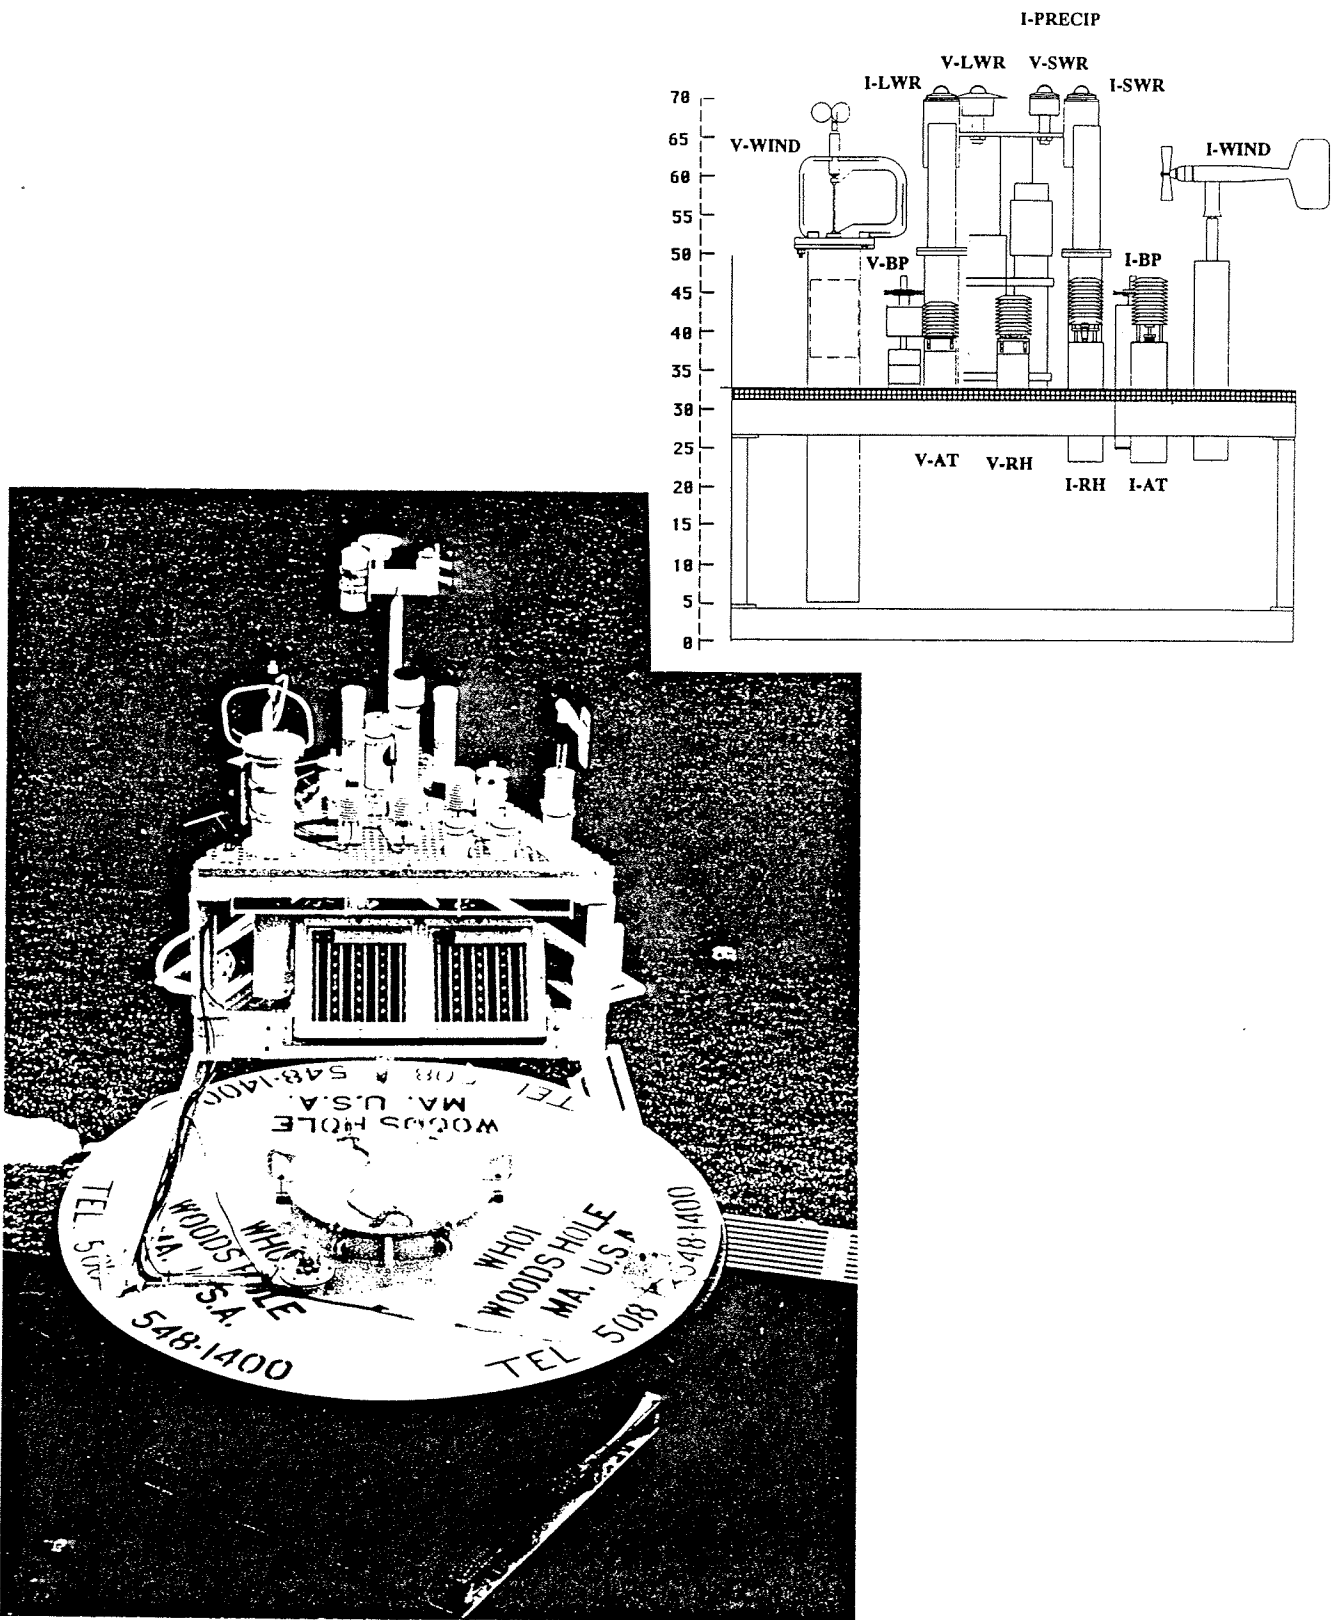 I-PRECIP
V-LWR V-SWR
I-LWR I-SWR
70
65
V-WIND I-WIND
60
55
50
V-BP I-BP
45
40
35
30
25
V-AT V-RH
20
I-RH I-AT
15
10
5
0
548-1400
TEL
MA. U.S.A.
WOODS HOLE
TEL
WOODS HOLE
S.A.
548-1400
WHOI
WOODS HOLE
MA. U.S.A
TEL 508 548-1400